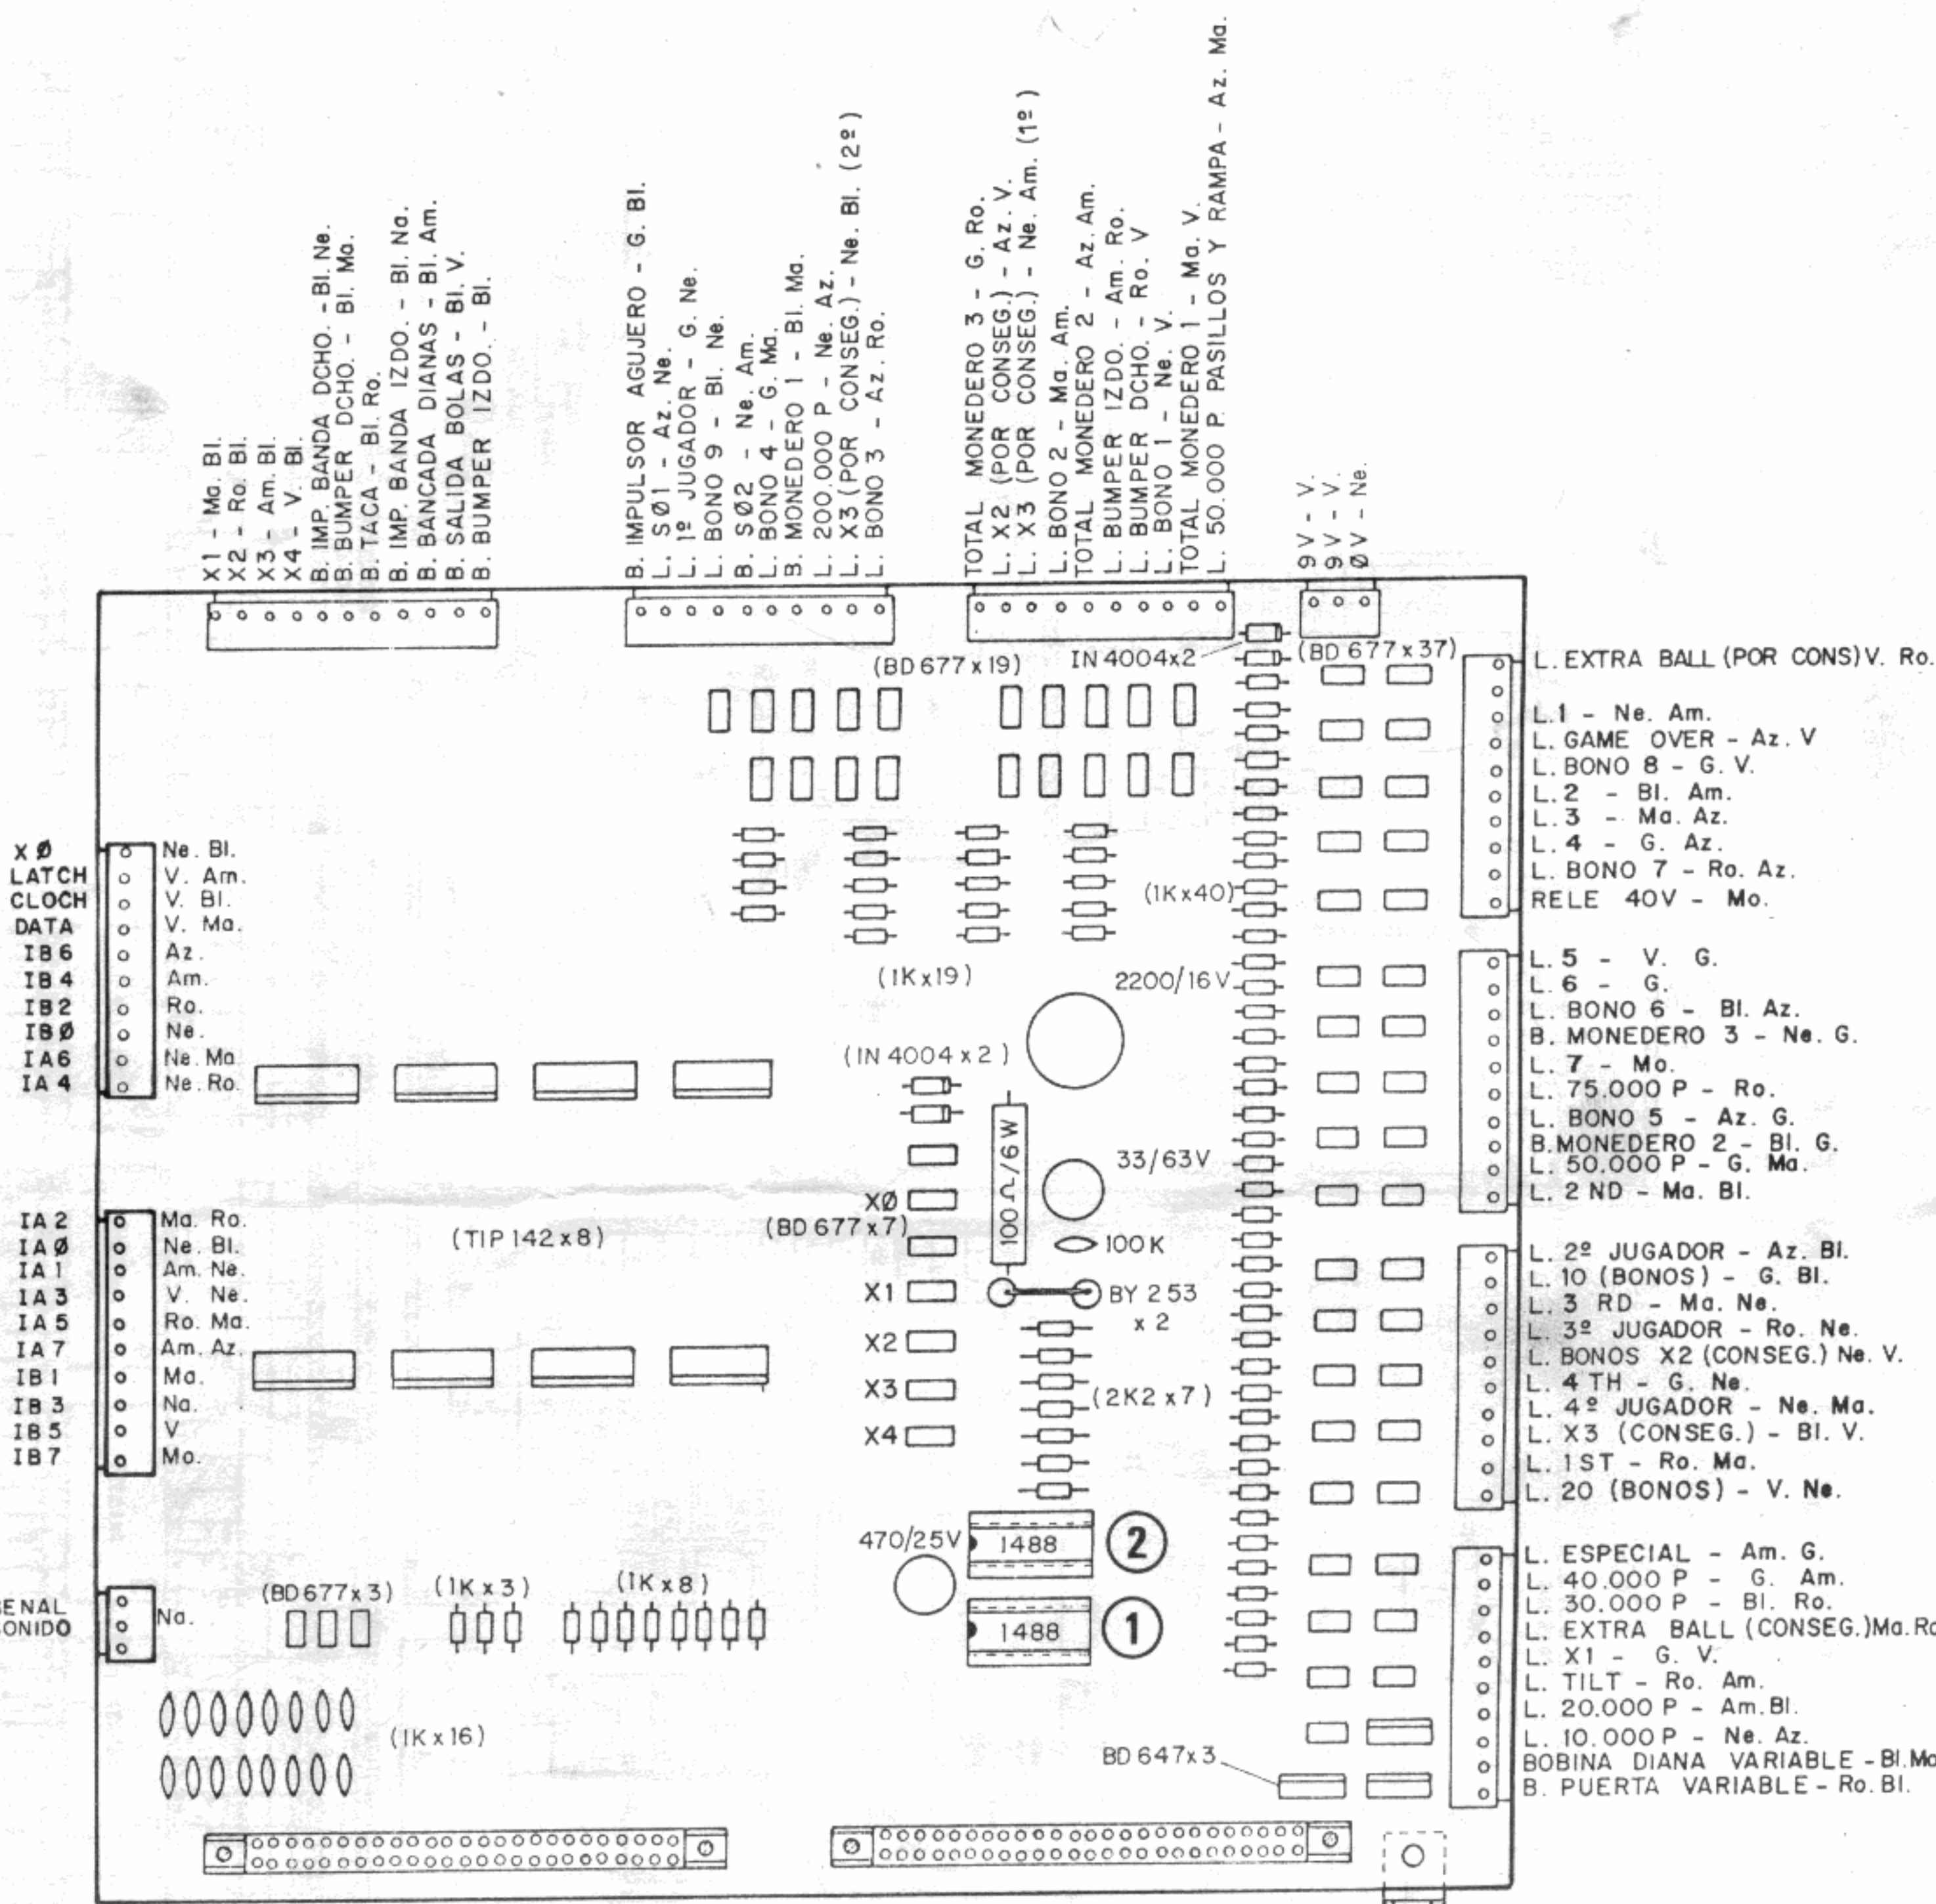 X1 - Ma. Bl.
X2 - Ro. Bl.
X3 - Am. Bl.
X4 - V. Bl.
B. IMP. BANDA DCHO. - Bl. Ne.
B. BUMPER DCHO. - Bl. Ma.
B. TACA - Bl. Ro.
B. IMP. BANDA IZDO. - Bl. Na.
B. BANCADA DIANAS - Bl. Am.
B. SALIDA BOLAS - Bl. V.
B. BUMPER IZDO. - Bl.
B. IMPULSOR AGUJERO - G. Bl.
L. SØ1 - Az. Ne.
L. 1º JUGADOR - G. Ne.
L. BONO 9 - Bl. Ne.
B. SØ2 - Ne. Am.
L. BONO 4 - G. Ma.
B. MONEDERO 1 - Bl. Ma.
L. 200.000 P - Ne. Az.
L. X3 (POR CONSEG.) - Ne. Bl. (2º)
L. BONO 3 - Az. Ro.
TOTAL MONEDERO 3 - G. Ro.
L. X2 (POR CONSEG.) - Az. V.
L. X3 (POR CONSEG.) - Ne. Am. (1º)
L. BONO 2 - Ma. Am.
TOTAL MONEDERO 2 - Az. Am.
L. BUMPER IZDO. - Am. Ro.
L. BUMPER DCHO. - Ro. V
L. BONO 1 - Ne. V.
TOTAL MONEDERO 1 - Ma. V.
L. 50.000 P. PASILLOS Y RAMPA - Az. Ma.
9V - V.
9V - V.
ØV - Ne.
(BD 677 x 19)
IN 4004 x 2
(BD 677 x 37)
L. EXTRA BALL (POR CONS) V. Ro.
L. 1 - Ne. Am.
L. GAME OVER - Az. V
L. BONO 8 - G. V.
L. 2 - Bl. Am.
L. 3 - Ma. Az.
L. 4 - G. Az.
L. BONO 7 - Ro. Az.
RELE 40V - Mo.
XØ Ne. Bl.
LATCH V. Am.
CLOCH V. Bl.
DATA V. Ma.
IB6 Az.
IB4 Am.
IB2 Ro.
IBØ Ne.
IA6 Ne. Ma
IA4 Ne. Ro.
(1K x 40)
(1K x 19)
2200/16V
(IN 4004 x 2)
L. 5 - V. G.
L. 6 - G.
L. BONO 6 - Bl. Az.
B. MONEDERO 3 - Ne. G.
L. 7 - Mo.
L. 75.000 P - Ro.
L. BONO 5 - Az. G.
B. MONEDERO 2 - Bl. G.
L. 50.000 P - G. Ma.
L. 2 ND - Ma. Bl.
100Ω/6W
33/63V
XØ
(BD 677 x 7)
100K
X1
BY 253
x 2
X2
X3
(2K2 x 7)
X4
IA2 Ma. Ro.
IAØ Ne. Bl.
IA1 Am. Ne.
IA3 V. Ne.
IA5 Ro. Ma.
IA7 Am. Az.
IB1 Ma.
IB3 Na.
IB5 V
IB7 Mo.
(TIP 142 x 8)
L. 2º JUGADOR - Az. Bl.
L. 10 (BONOS) - G. Bl.
L. 3 RD - Ma. Ne.
L. 3º JUGADOR - Ro. Ne.
L. BONOS X2 (CONSEG.) Ne. V.
L. 4 TH - G. Ne.
L. 4º JUGADOR - Ne. Ma.
L. X3 (CONSEG.) - Bl. V.
L. 1ST - Ro. Ma.
L. 20 (BONOS) - V. Ne.
470/25V
1488
2
1488
1
Na.
(BD 677 x 3)
(1K x 3)
(1K x 8)
(1K x 16)
BD 647 x 3
L. ESPECIAL - Am. G.
L. 40.000 P - G. Am.
L. 30.000 P - Bl. Ro.
L. EXTRA BALL (CONSEG.) Ma.
L. X1 - G. V.
L. TILT - Ro. Am.
L. 20.000 P - Am. Bl.
L. 10.000 P - Ne. Az.
BOBINA DIANA VARIABLE - Bl.
B. PUERTA VARIABLE - Ro. Bl.